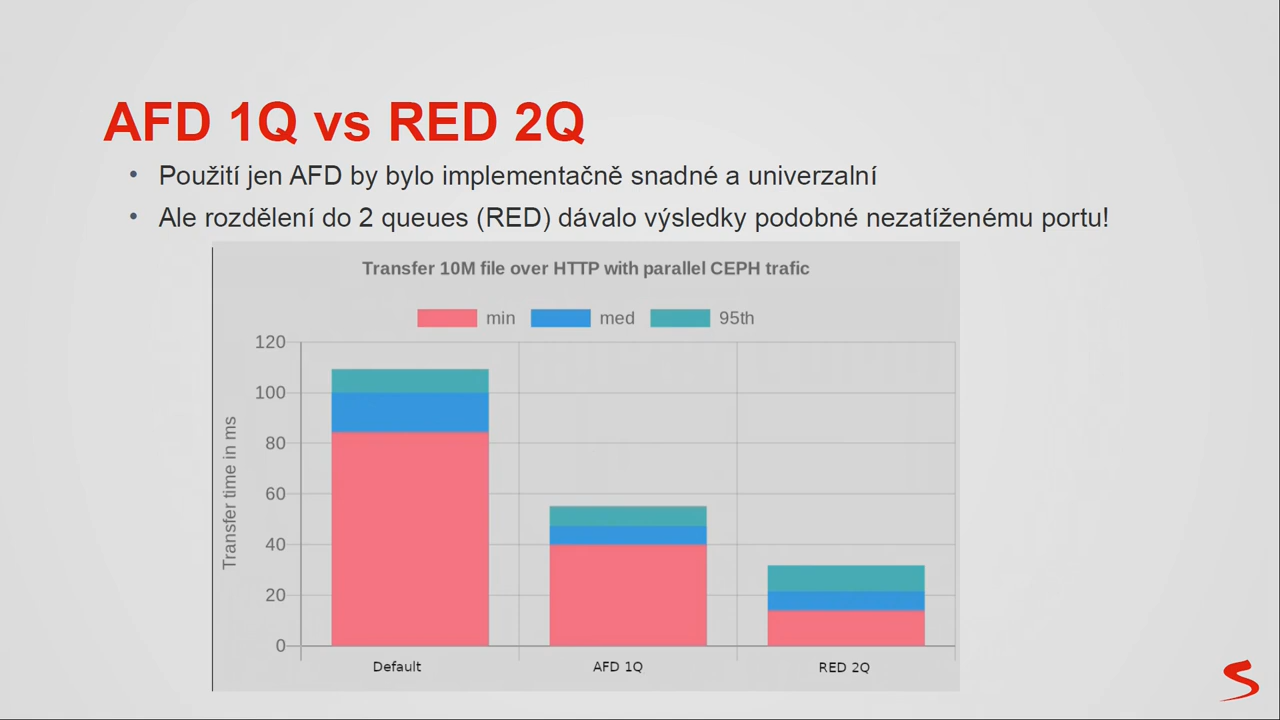 AFD 1Q vs RED 2Q
• Použití jen AFD by bylo implementačně snadné a univerzalní
• Ale rozdělení do 2 queues (RED) dávalo výsledky podobné nezatíženému portu!
Transfer 10M file over HTTP with parallel CEPH trafic
min med 95th
Transfer time in ms
120
100
80
60
40
20
0
Default AFD 1Q RED 2Q